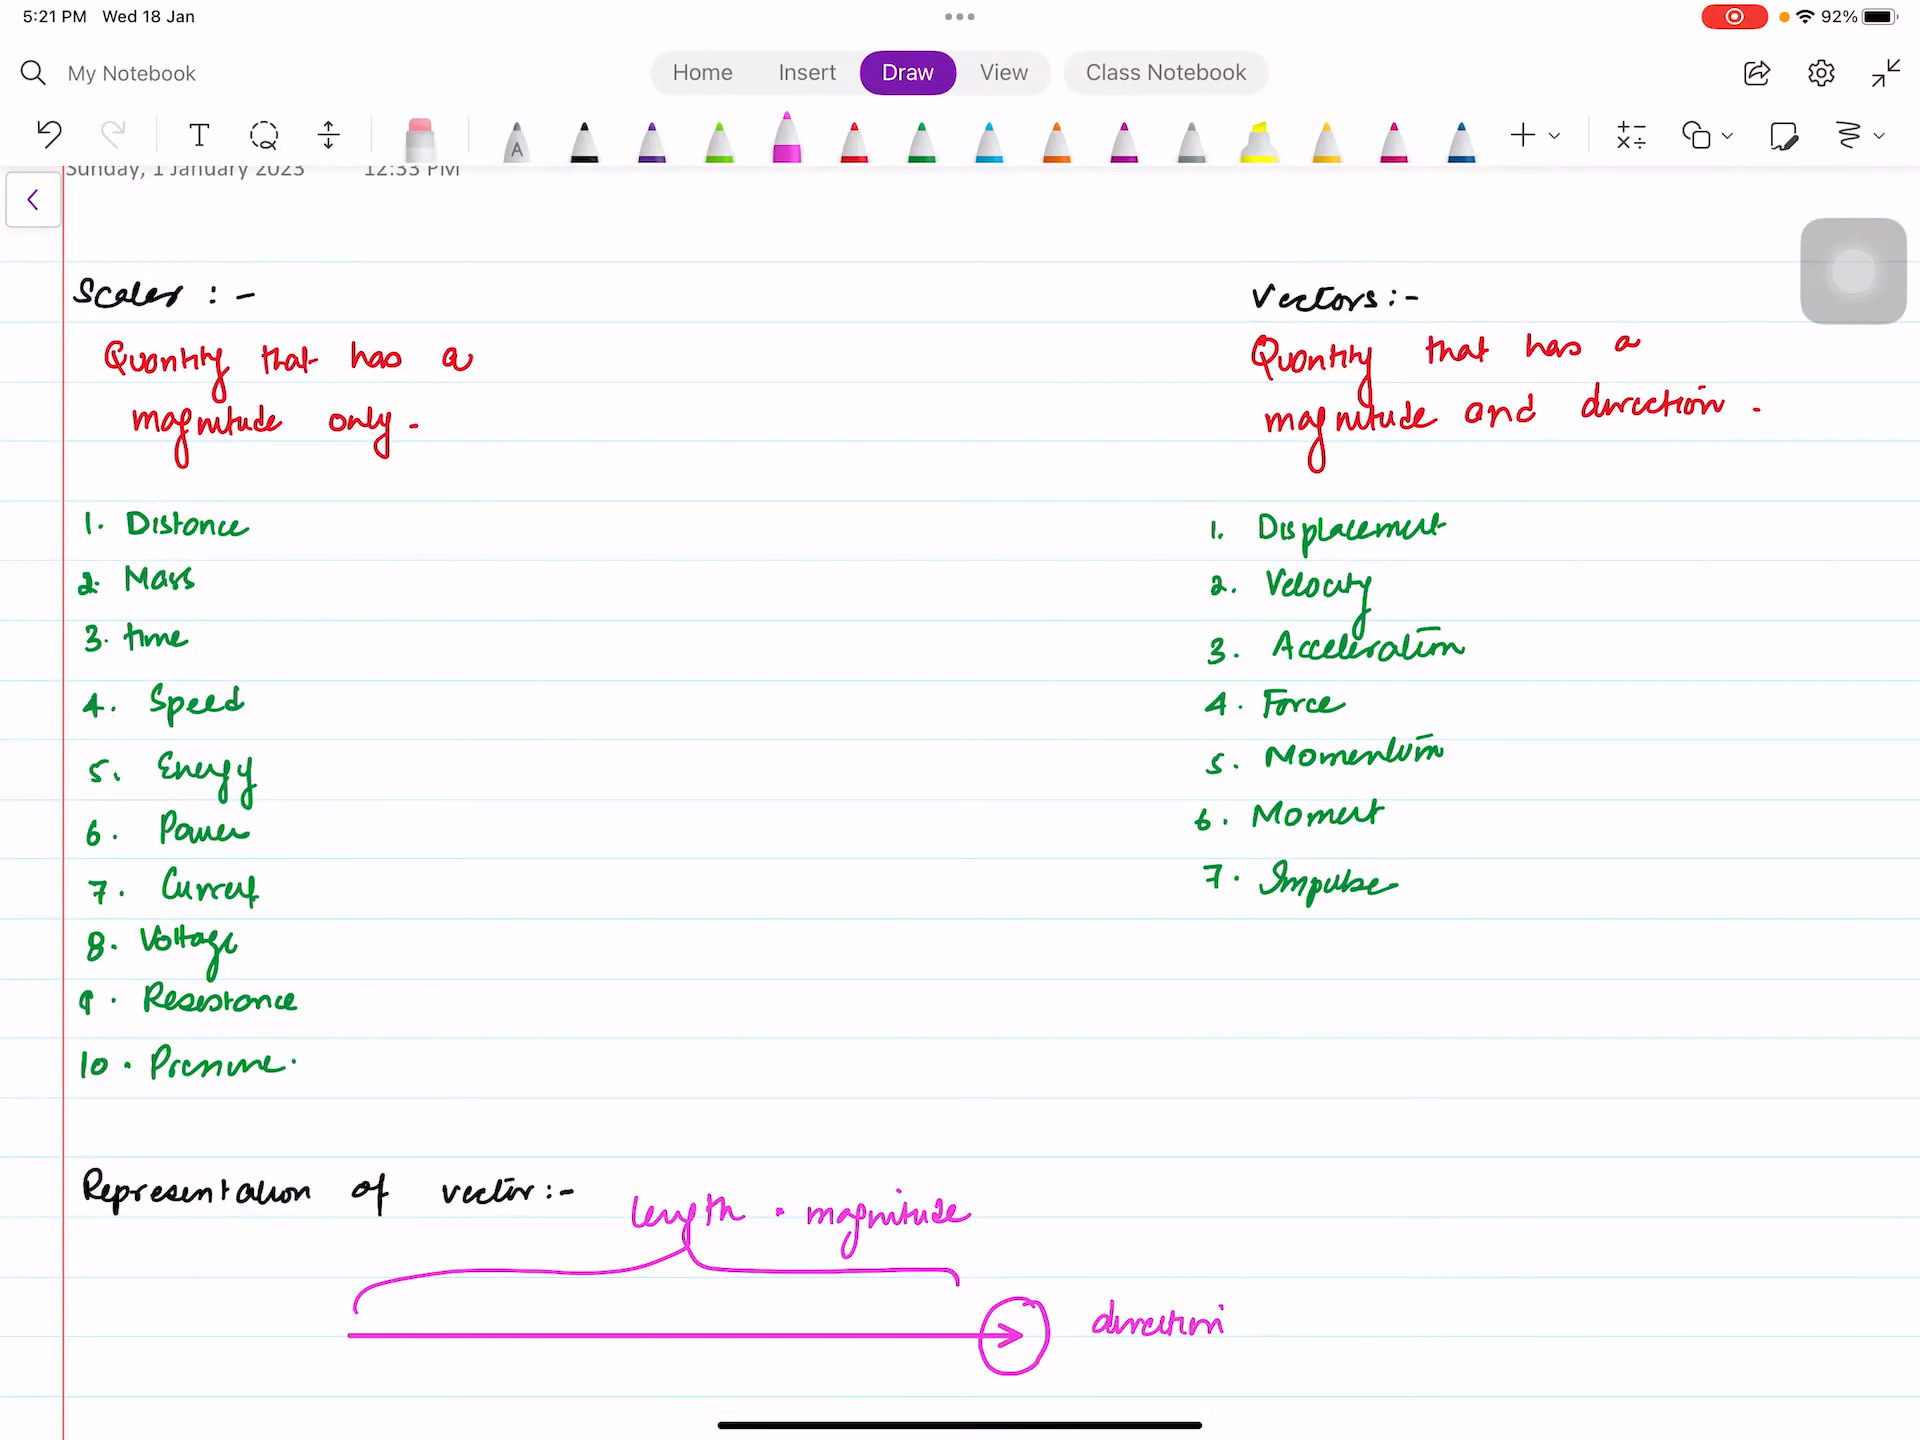 5:21 PM Wed 18 Jan
92%
My Notebook
Home Insert Draw View Class Notebook
T
A
Sunday, 1 January 2023 12:33 PM
Scaler :-
Quantity that has a
magnitude only.
1. Distance
2. Mass
3. time
4. Speed
5. Energy
6. Power
7. Current
8. Voltage
9. Resistance
10. Pressure.
Vectors :-
Quantity that has a
magnitude and direction.
1. Displacement
2. Velocity
3. Acceleration
4. Force
5. Momentum
6. Moment
7. Impulse
Representation of vector :-
length . magnitude
direction